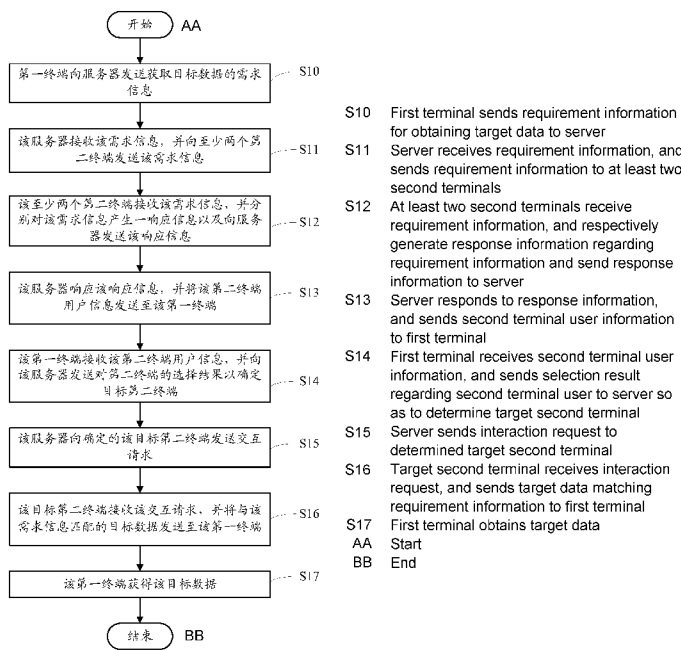 开始
AA
第一终端向服务器发送获取目标数据的需求
信息
S10
该服务器接收该需求信息，并向至少两个第
二终端发送该需求信息
S11
该至少两个第二终端接收该需求信息，并分
别对该需求信息产生一响应信息以及向服务
器发送该响应信息
S12
该服务器响应该响应信息，并将该第二终端
用户信息发送至该第一终端
S13
该第一终端接收该第二终端用户信息，并向
该服务器发送对第二终端的选择结果以确定
目标第二终端
S14
该服务器向确定的该目标第二终端发送交互
请求
S15
该目标第二终端接收该交互请求，并将与该
需求信息匹配的目标数据发送至该第一终端
S16
该第一终端获得该目标数据
S17
结束
BB
S10 First terminal sends requirement information
for obtaining target data to server
S11 Server receives requirement information, and
sends requirement information to at least two
second terminals
S12 At least two second terminals receive
requirement information, and respectively
generate response information regarding
requirement information and send response
information to server
S13 Server responds to response information,
and sends second terminal user information
to first terminal
S14 First terminal receives second terminal user
information, and sends selection result
regarding second terminal user to server so
as to determine target second terminal
S15 Server sends interaction request to
determined target second terminal
S16 Target second terminal receives interaction
request, and sends target data matching
requirement information to first terminal
S17 First terminal obtains target data
AA Start
BB End